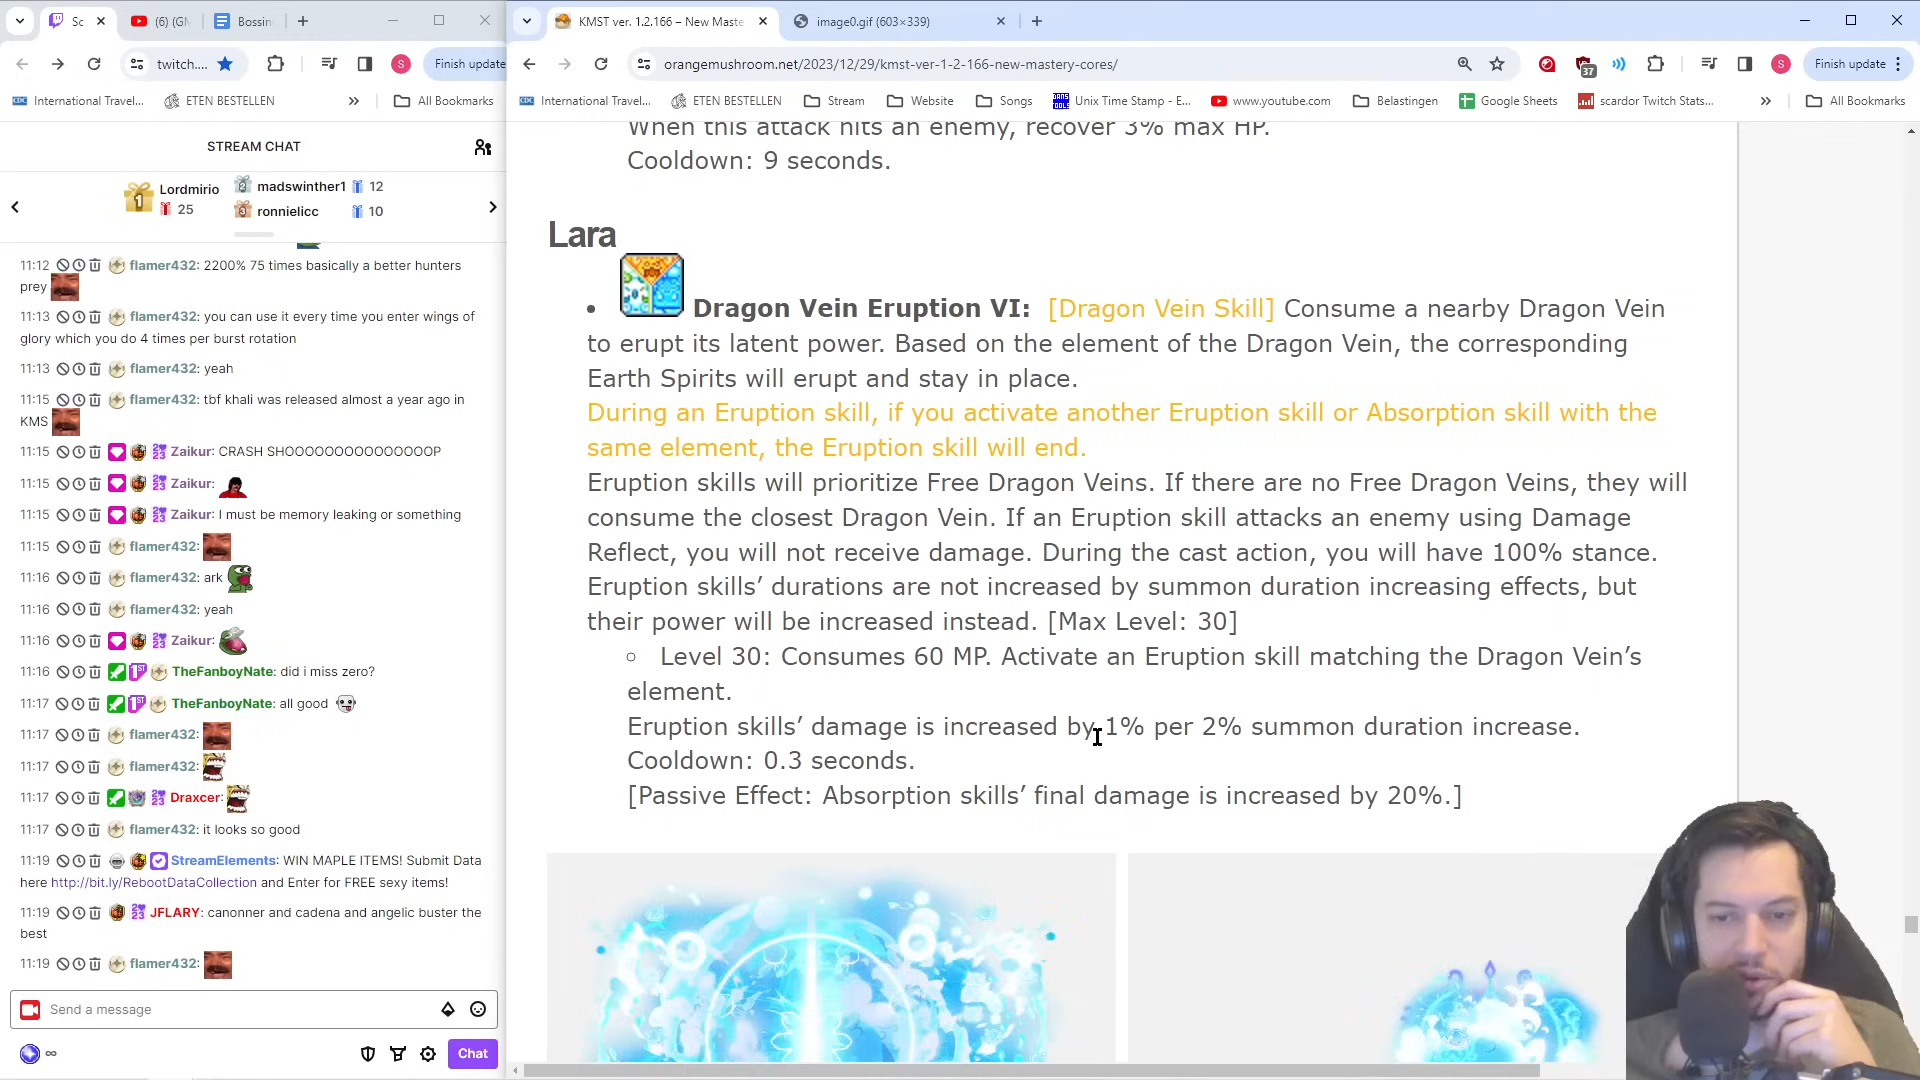 Sc
(6) (GM
Bossin
KMST ver. 1.2.166 – New Maste
image0.gif (603×339)
twitch....
Finish update
orangemushroom.net/2023/12/29/kmst-ver-1-2-166-new-mastery-cores/
37
S
Finish update
International Travel...
ETEN BESTELLEN
All Bookmarks
International Travel...
ETEN BESTELLEN
Stream
Website
Songs
Unix Time Stamp - E...
www.youtube.com
Belastingen
Google Sheets
scardor Twitch Stats...
All Bookmarks
STREAM CHAT
Lordmirio
25
madswinther1 12
ronnielicc 10
11:12 flamer432: 2200% 75 times basically a better hunters
prey
11:13 flamer432: you can use it every time you enter wings of
glory which you do 4 times per burst rotation
11:13 flamer432: yeah
11:15 flamer432: tbf khali was released almost a year ago in
KMS
11:15 Zaikur: CRASH SHOOOOOOOOOOOOOOP
11:15 Zaikur:
11:15 Zaikur: I must be memory leaking or something
11:15 flamer432:
11:16 flamer432: ark
11:16 flamer432: yeah
11:16 Zaikur:
11:16 TheFanboyNate: did i miss zero?
11:17 TheFanboyNate: all good
11:17 flamer432:
11:17 flamer432:
11:17 Draxcer:
11:17 flamer432: it looks so good
11:19 StreamElements: WIN MAPLE ITEMS! Submit Data
here http://bit.ly/RebootDataCollection and Enter for FREE sexy items!
11:19 JFLARY: canonner and cadena and angelic buster the
best
11:19 flamer432:
Send a message
∞
Chat
When this attack hits an enemy, recover 3% max HP.
Cooldown: 9 seconds.
Lara
• Dragon Vein Eruption VI: [Dragon Vein Skill] Consume a nearby Dragon Vein
to erupt its latent power. Based on the element of the Dragon Vein, the corresponding
Earth Spirits will erupt and stay in place.
During an Eruption skill, if you activate another Eruption skill or Absorption skill with the
same element, the Eruption skill will end.
Eruption skills will prioritize Free Dragon Veins. If there are no Free Dragon Veins, they will
consume the closest Dragon Vein. If an Eruption skill attacks an enemy using Damage
Reflect, you will not receive damage. During the cast action, you will have 100% stance.
Eruption skills’ durations are not increased by summon duration increasing effects, but
their power will be increased instead. [Max Level: 30]
Level 30: Consumes 60 MP. Activate an Eruption skill matching the Dragon Vein’s
element.
Eruption skills’ damage is increased by 1% per 2% summon duration increase.
Cooldown: 0.3 seconds.
[Passive Effect: Absorption skills’ final damage is increased by 20%.]